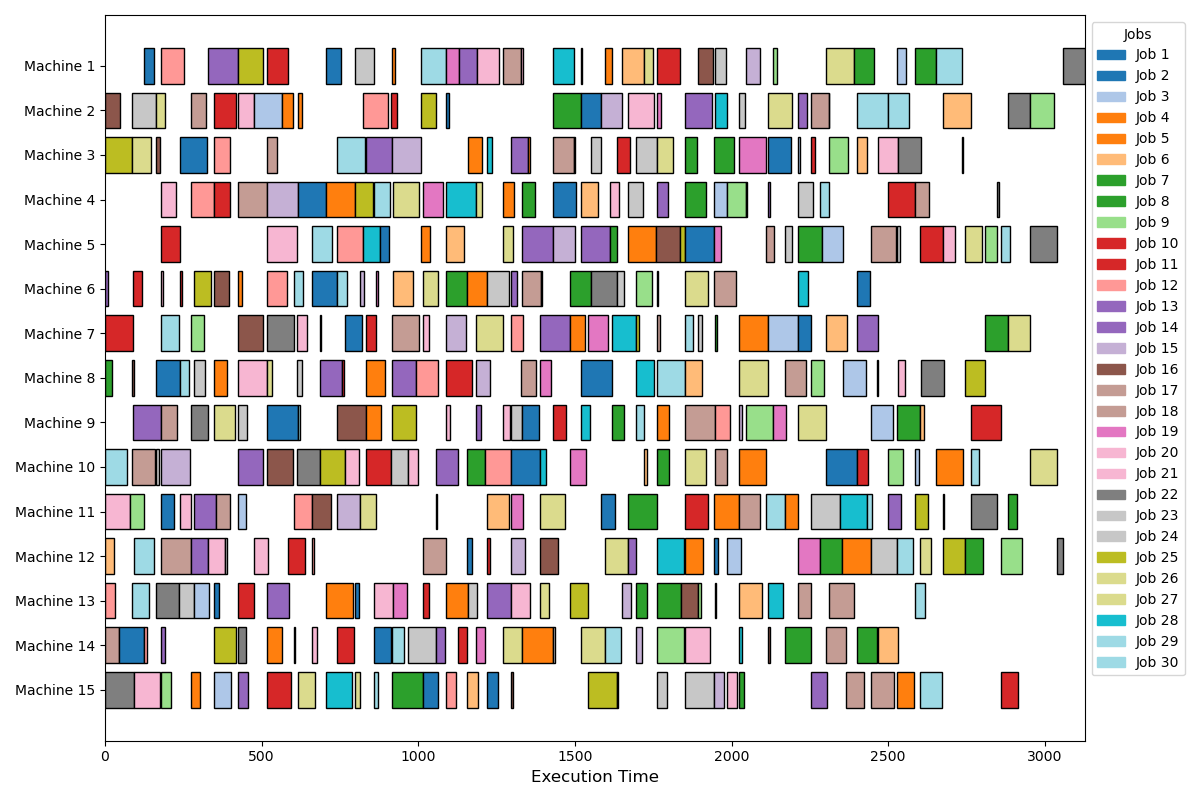 Machine 1
Machine 2
Machine 3
Machine 4
Machine 5
Machine 6
Machine 7
Machine 8
Machine 9
Machine 10
Machine 11
Machine 12
Machine 13
Machine 14
Machine 15
0 500 1000 1500 2000 2500 3000
Execution Time
Jobs
Job 1
Job 2
Job 3
Job 4
Job 5
Job 6
Job 7
Job 8
Job 9
Job 10
Job 11
Job 12
Job 13
Job 14
Job 15
Job 16
Job 17
Job 18
Job 19
Job 20
Job 21
Job 22
Job 23
Job 24
Job 25
Job 26
Job 27
Job 28
Job 29
Job 30